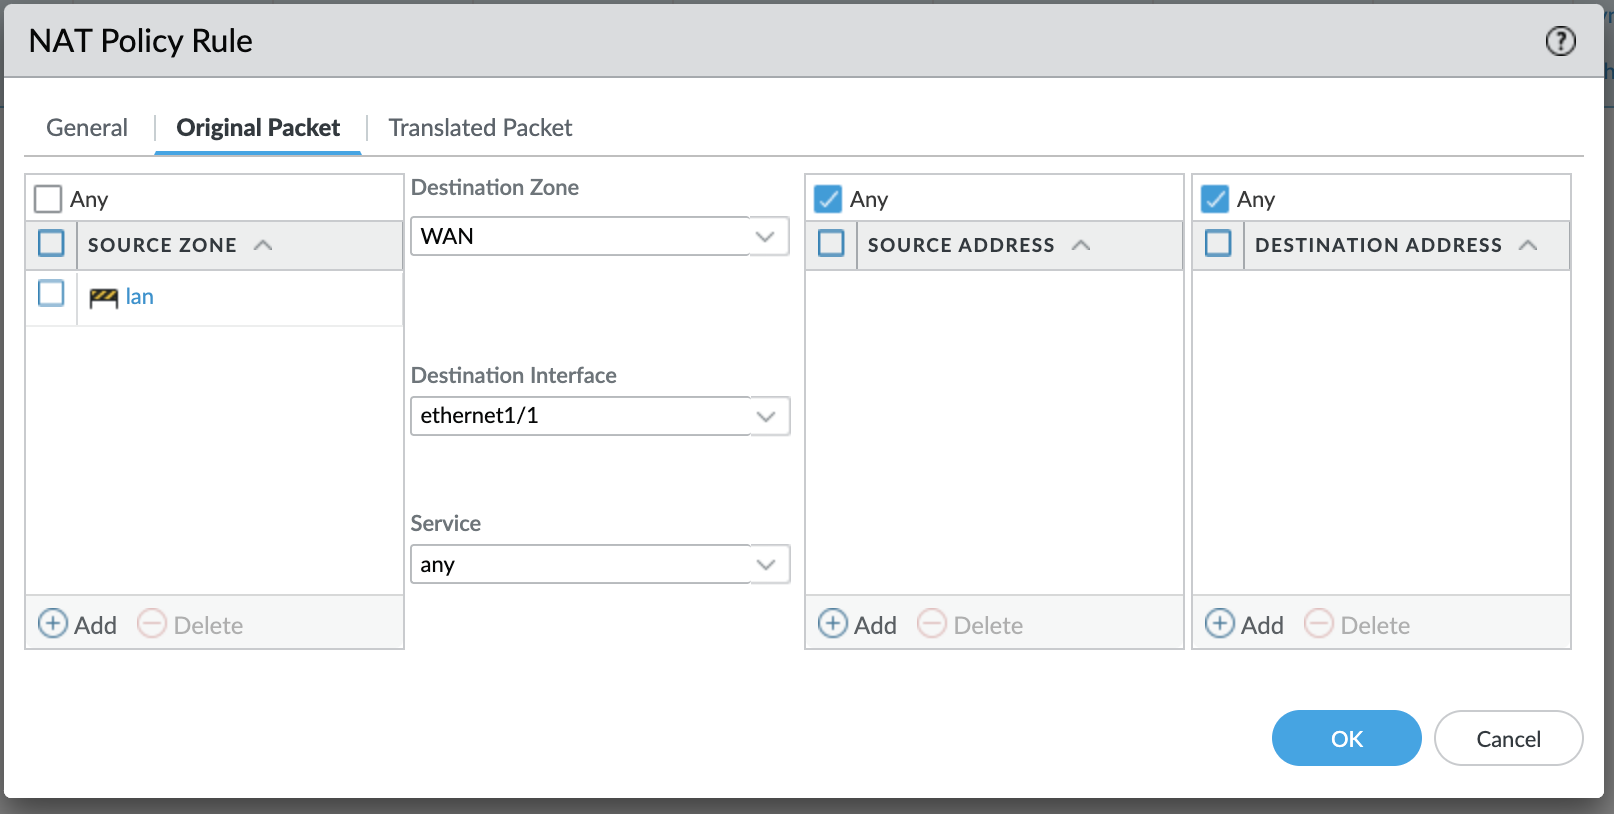 NAT Policy Rule
General
Original Packet
Translated Packet
Any
SOURCE ZONE
lan
Add
Delete
Destination Zone
WAN
Destination Interface
ethernet1/1
Service
any
Any
SOURCE ADDRESS
Add
Delete
Any
DESTINATION ADDRESS
Add
Delete
OK
Cancel